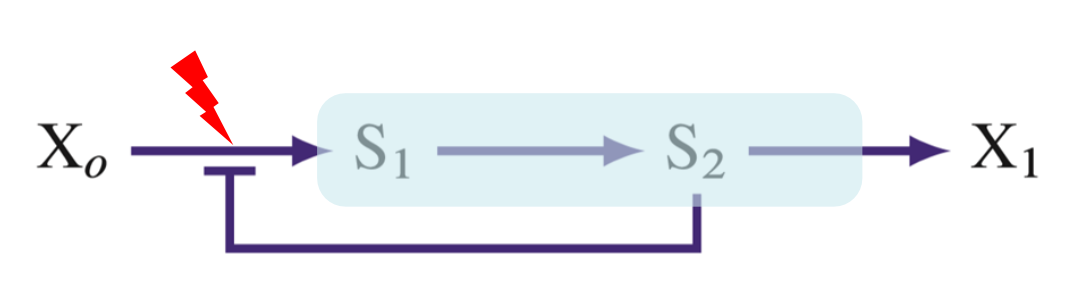 Xₒ S₁ S₂ X₁